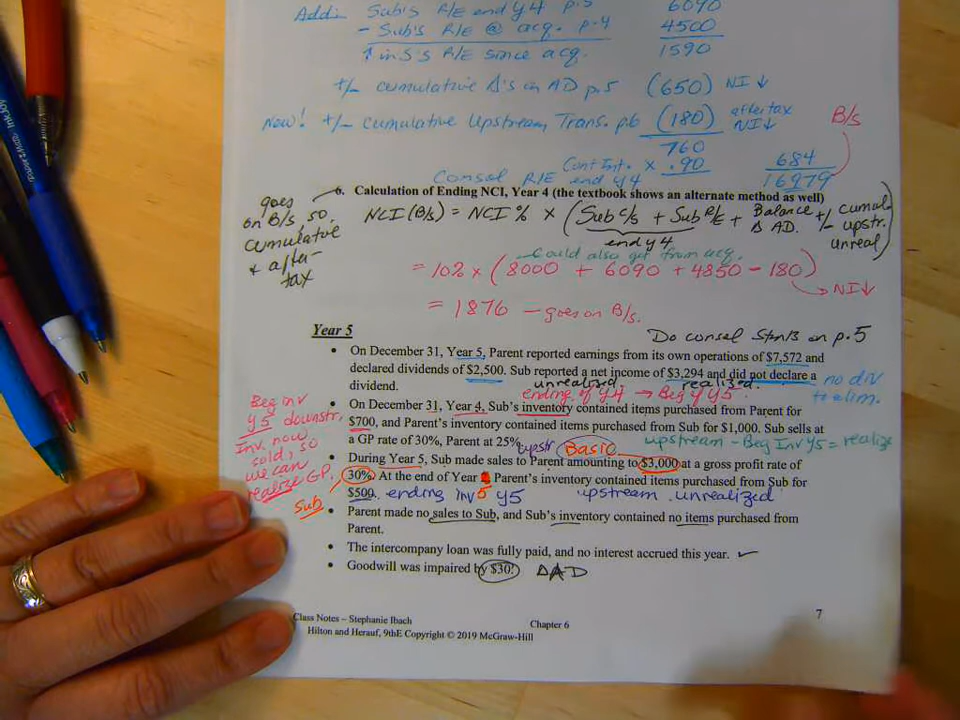 Add: Sub's R/E end y4 p.5 6090
- Sub's R/E @ acq. p.4 4500
↑ in S's R/E since acq. 1590
+/- cumulative Δ's on AD p.5 (650) NI↓
Now! +/- cumulative Upstream Trans. p.6 (180) after tax NI↓
760
Cont Int. x .90 684
Consol R/E end y4 16979
B/S
6. Calculation of Ending NCI, Year 4 (the textbook shows an alternate method as well)
goes on B/S, so cumulative & after-tax
NCI (B/S) = NCI % x (Sub C/S + Sub R/E + Balance Δ AD. +/- cumul. upstr. unreal)
end y4
could also get from acq.
= 10% x (8000 + 6090 + 4850 - 180)
NI↓
= 1876 - goes on B/S.
Do consol Stmts on p.5
Year 5
• On December 31, Year 5, Parent reported earnings from its own operations of $7,572 and
declared dividends of $2,500. Sub reported a net income of $3,294 and did not declare a
dividend.
no div to elim.
unrealized realized.
ending of y4 → Beg y y5
• On December 31, Year 4, Sub's inventory contained items purchased from Parent for
$700, and Parent's inventory contained items purchased from Sub for $1,000. Sub sells at
a GP rate of 30%, Parent at 25%
upstr Basic upstream - Beg Inv Y5 = realize
Beg inv y5 downstr. Inv. now sold, so we can realize GP.
• During Year 5, Sub made sales to Parent amounting to $3,000 at a gross profit rate of
30%. At the end of Year 5 Parent's inventory contained items purchased from Sub for
$500. ending inv y5 upstream unrealized
Sub
• Parent made no sales to Sub, and Sub's inventory contained no items purchased from
Parent.
• The intercompany loan was fully paid, and no interest accrued this year. ✓
• Goodwill was impaired by $30! Δ AD
Class Notes – Stephanie Ibach Chapter 6 7
Hilton and Herauf, 9thE Copyright © 2019 McGraw-Hill